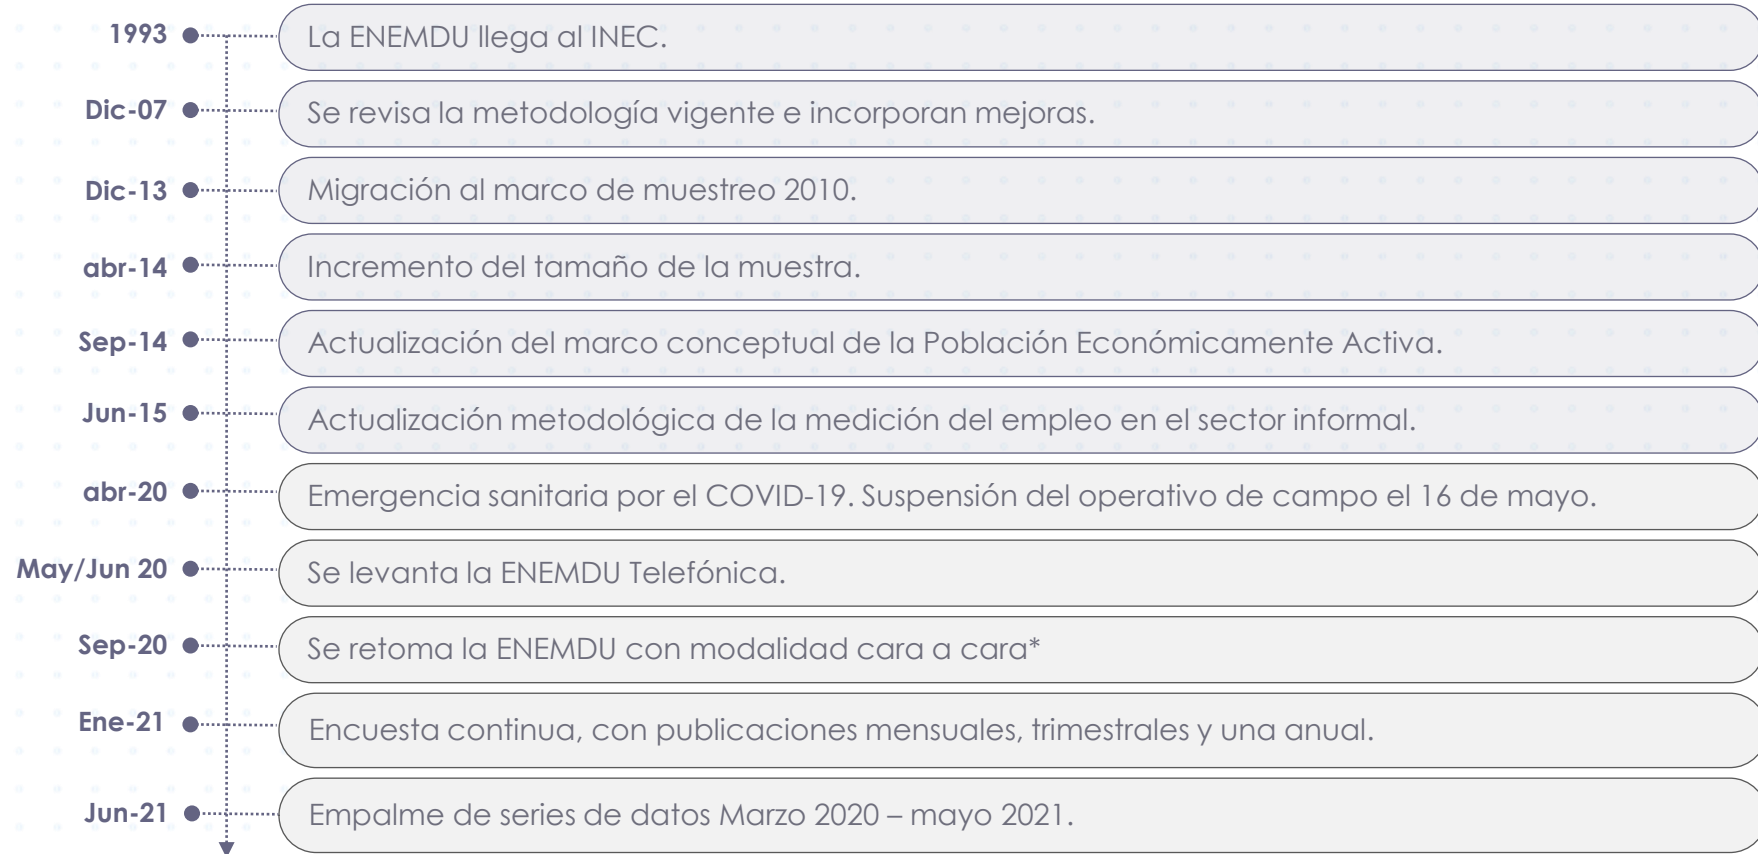 1993 La ENEMDU llega al INEC.
Dic-07 Se revisa la metodología vigente e incorporan mejoras.
Dic-13 Migración al marco de muestreo 2010.
abr-14 Incremento del tamaño de la muestra.
Sep-14 Actualización del marco conceptual de la Población Económicamente Activa.
Jun-15 Actualización metodológica de la medición del empleo en el sector informal.
abr-20 Emergencia sanitaria por el COVID-19. Suspensión del operativo de campo el 16 de mayo.
May/Jun 20 Se levanta la ENEMDU Telefónica.
Sep-20 Se retoma la ENEMDU con modalidad cara a cara*
Ene-21 Encuesta continua, con publicaciones mensuales, trimestrales y una anual.
Jun-21 Empalme de series de datos Marzo 2020 – mayo 2021.